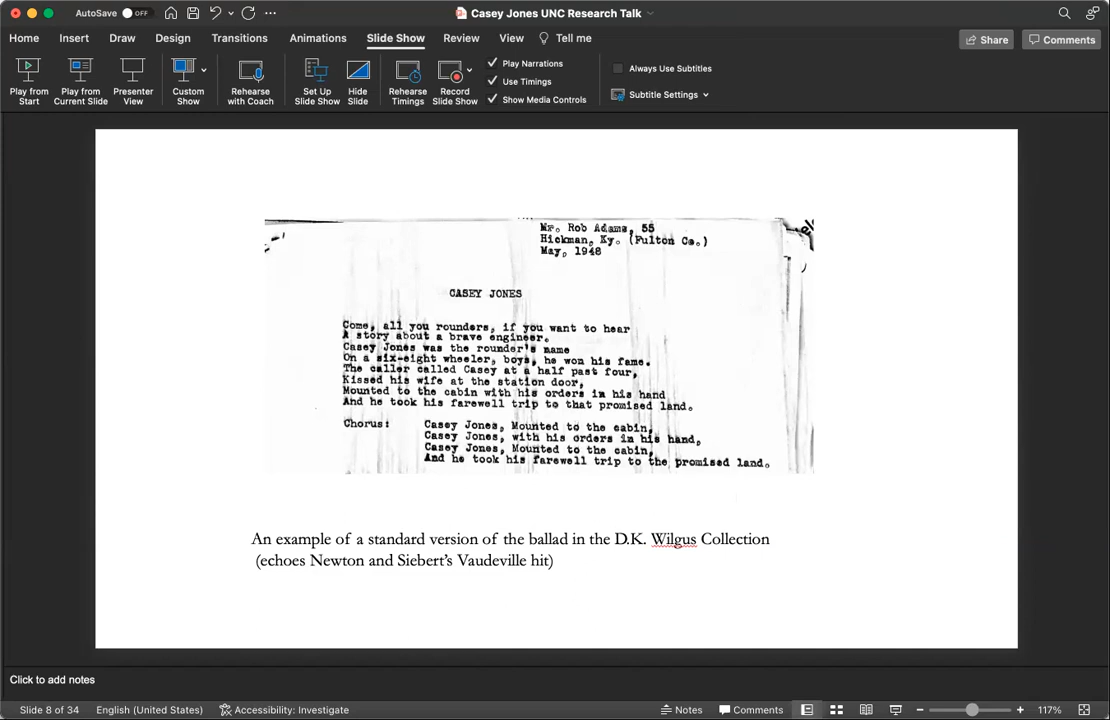 AutoSave OFF
Casey Jones UNC Research Talk
Home Insert Draw Design Transitions Animations Slide Show Review View Tell me Share Comments
Play from Start
Play from Current Slide
Presenter View
Custom Show
Rehearse with Coach
Set Up Slide Show
Hide Slide
Rehearse Timings
Record Slide Show
Play Narrations
Use Timings
Show Media Controls
Always Use Subtitles
Subtitle Settings
Mr. Rob Adams, 55
Hickman, Ky. (Fulton Co.)
May, 1948
CASEY JONES
Come, all you rounders, if you want to hear
A story about a brave engineer.
Casey Jones was the rounder's name
On a six-eight wheeler, boys, he won his fame.
The caller called Casey at a half past four,
Kissed his wife at the station door,
Mounted to the cabin with his orders in his hand
And he took his farewell trip to that promised land.
Chorus: Casey Jones, Mounted to the cabin,
Casey Jones, with his orders in his hand,
Casey Jones, Mounted to the cabin,
And he took his farewell trip to the promised land.
An example of a standard version of the ballad in the D.K. Wilgus Collection
(echoes Newton and Siebert's Vaudeville hit)
Click to add notes
Slide 8 of 34 English (United States) Accessibility: Investigate Notes Comments 117%